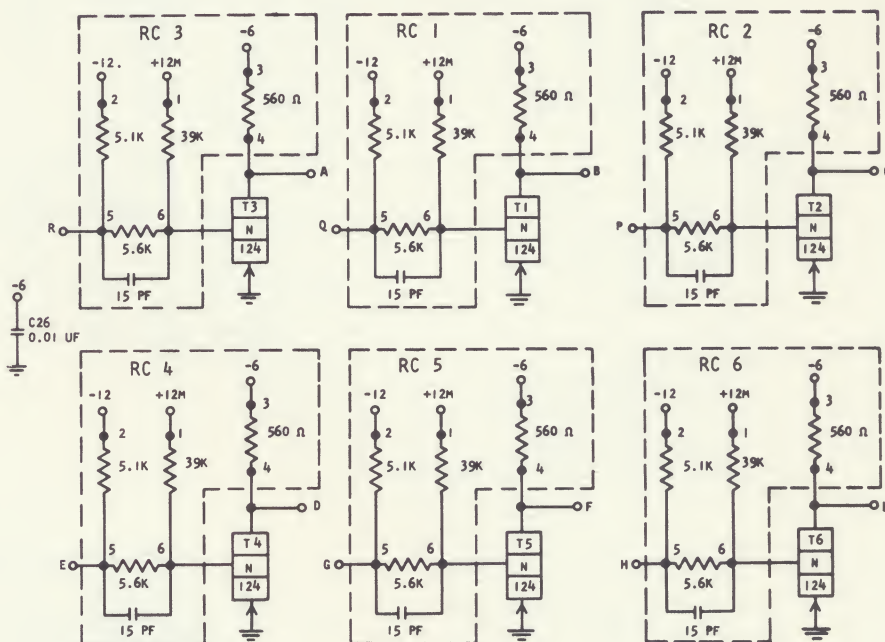 RC 3
-12.
+12M
-6
2
1
3
5.1K
39K
560 Ω
4
A
R
5
6
5.6K
15 PF
T3
N
124
RC 1
-12
+12M
-6
2
1
3
5.1K
39K
560 Ω
4
B
Q
5
6
5.6K
15 PF
T1
N
124
RC 2
-12
+12M
-6
2
1
3
5.1K
39K
560 Ω
4
P
5
6
5.6K
15 PF
T2
N
124
-6
C26
0.01 UF
RC 4
-12
+12M
-6
2
1
3
5.1K
39K
560 Ω
4
D
E
5
6
5.6K
15 PF
T4
N
124
RC 5
-12
+12M
-6
2
1
3
5.1K
39K
560 Ω
4
F
G
5
6
5.6K
15 PF
T5
N
124
RC 6
-12
+12M
-6
2
1
3
5.1K
39K
560 Ω
4
H
5
6
5.6K
15 PF
T6
N
124